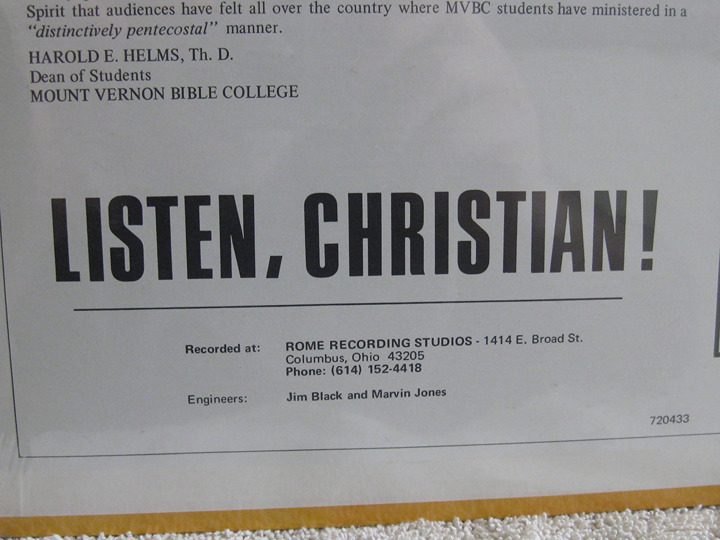 Spirit that audiences have felt all over the country where MVBC students have ministered in a
“distinctively pentecostal” manner.
HAROLD E. HELMS, Th. D.
Dean of Students
MOUNT VERNON BIBLE COLLEGE
LISTEN, CHRISTIAN!
Recorded at: ROME RECORDING STUDIOS - 1414 E. Broad St.
Columbus, Ohio 43205
Phone: (614) 152-4418
Engineers: Jim Black and Marvin Jones
720433